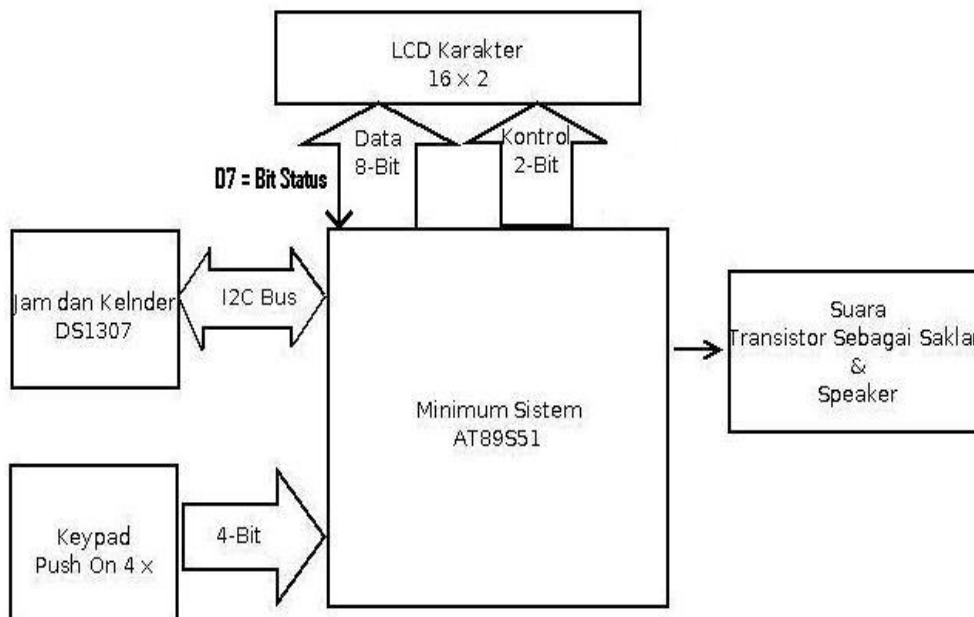 LCD Karakter
16 x 2
Data
8-Bit
Kontrol
2-Bit
D7 = Bit Status
Jam dan Kelnder
DS1307
I2C Bus
Minimum Sistem
AT89S51
Suara
Transistor Sebagai Saklar
&
Speaker
Keypad
Push On 4 x
4-Bit